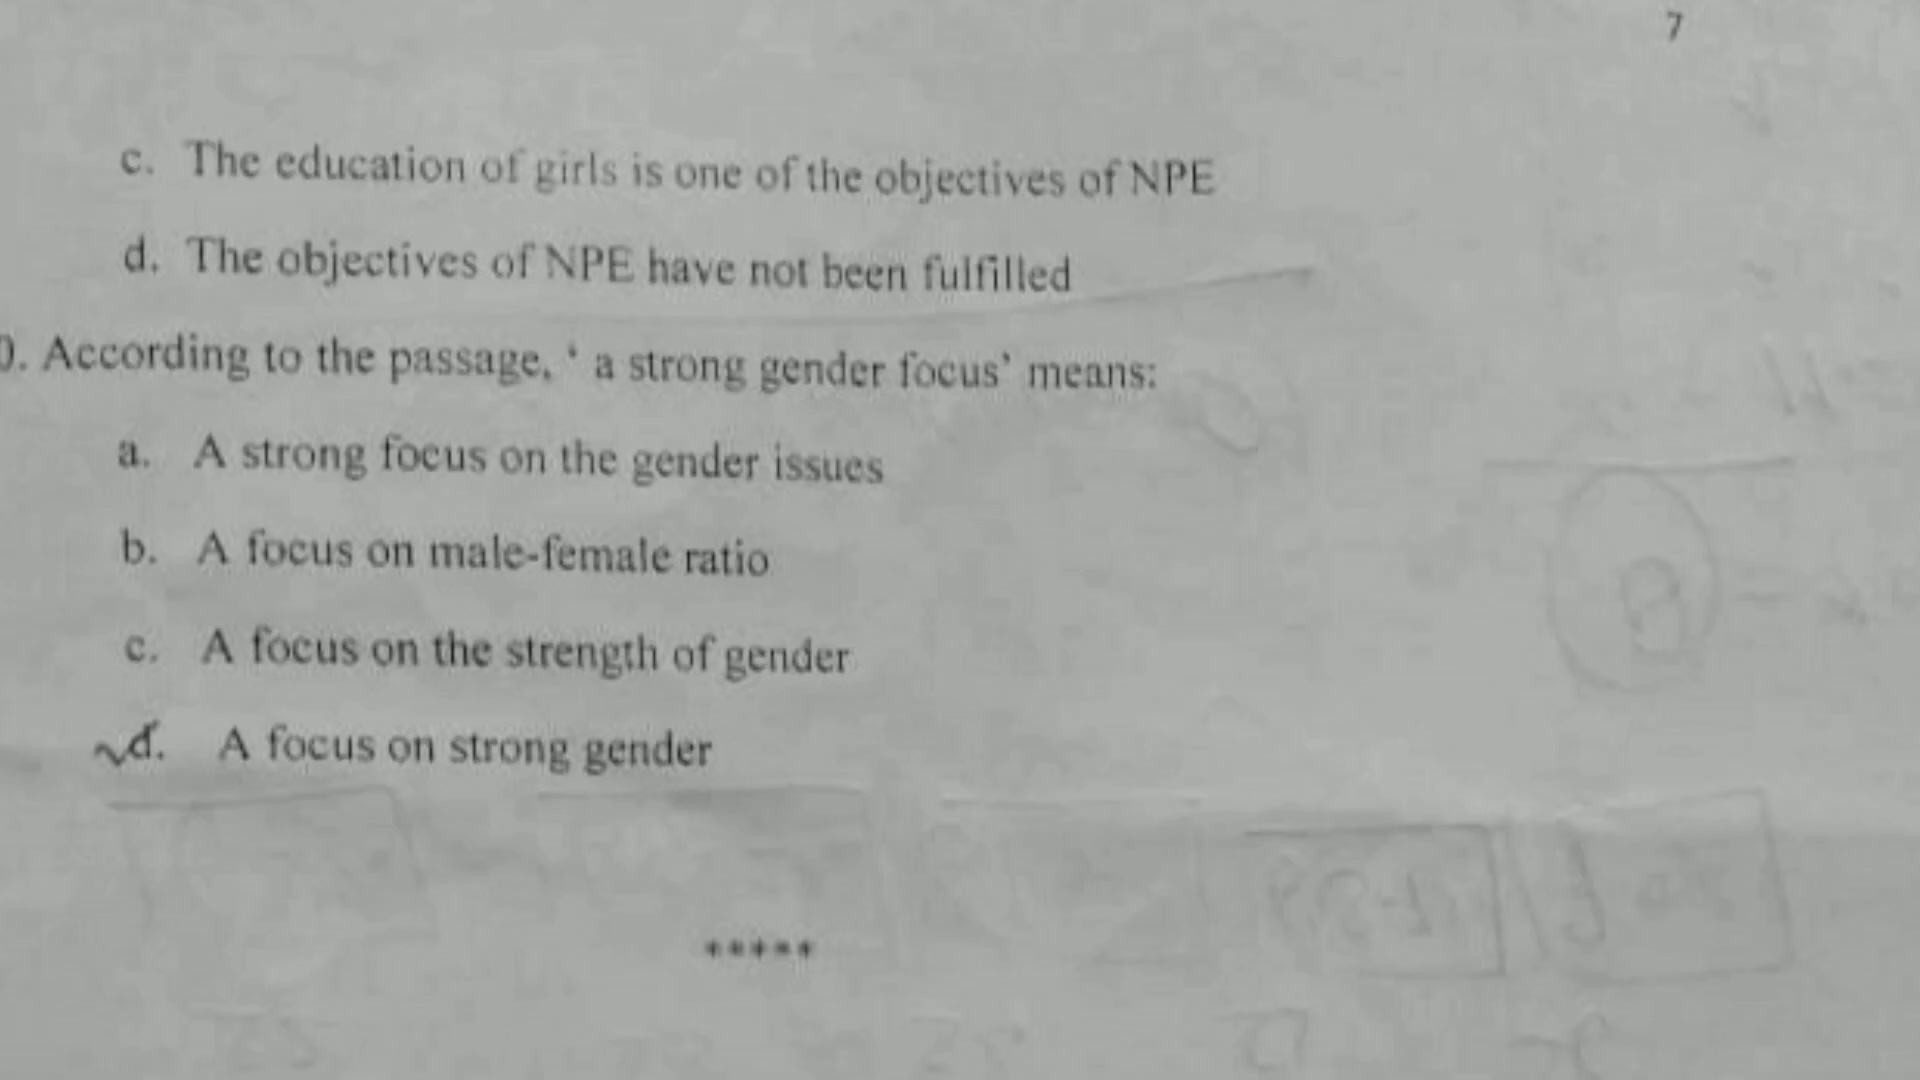 7
c. The education of girls is one of the objectives of NPE
d. The objectives of NPE have not been fulfilled
0. According to the passage, ‘ a strong gender focus’ means:
a. A strong focus on the gender issues
b. A focus on male-female ratio
c. A focus on the strength of gender
d. A focus on strong gender
*****